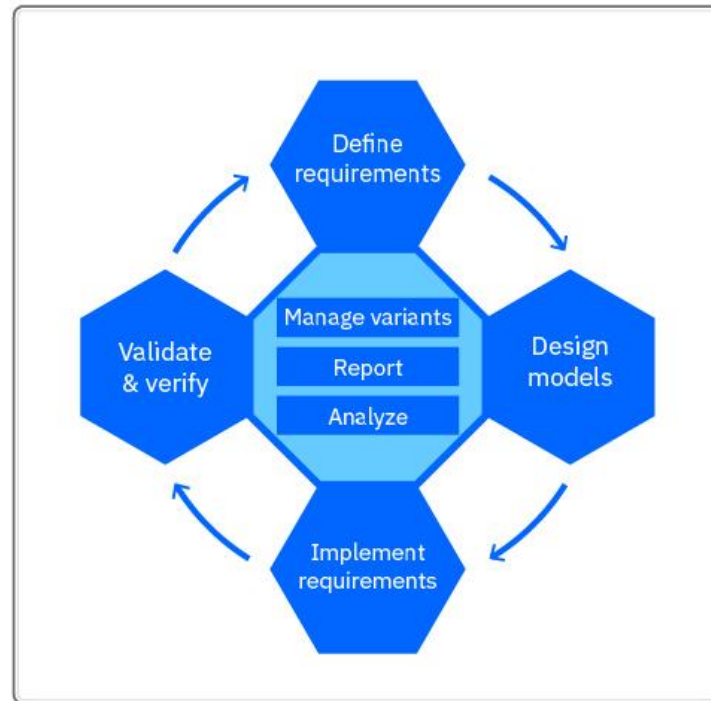 Define
requirements
Manage variants
Report
Analyze
Validate
& verify
Design
models
Implement
requirements